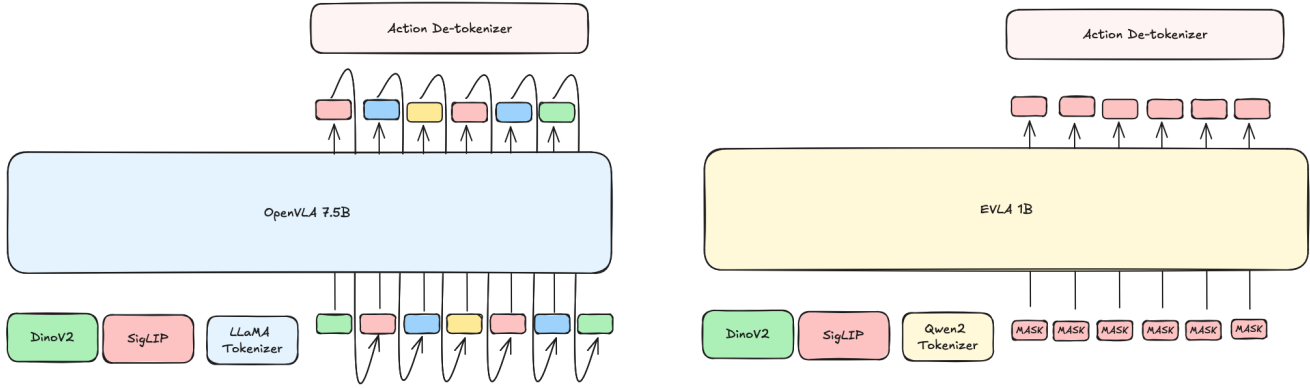 Action De-tokenizer
OpenVLA 7.5B
DinoV2
SigLIP
LLaMA
Tokenizer
Action De-tokenizer
EVLA 1B
MASK MASK MASK MASK MASK MASK
DinoV2
SigLIP
Qwen2
Tokenizer